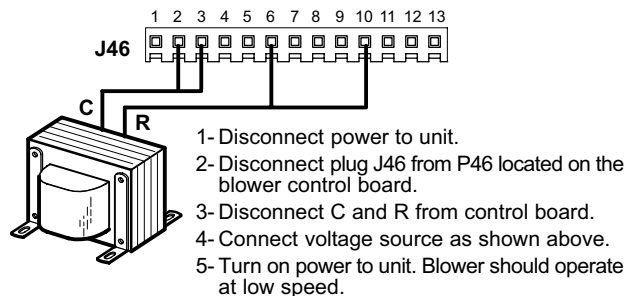 1 2 3 4 5 6 7 8 9 10 11 12 13
J46
C
R
1- Disconnect power to unit.
2- Disconnect plug J46 from P46 located on the
blower control board.
3- Disconnect C and R from control board.
4- Connect voltage source as shown above.
5- Turn on power to unit. Blower should operate
at low speed.